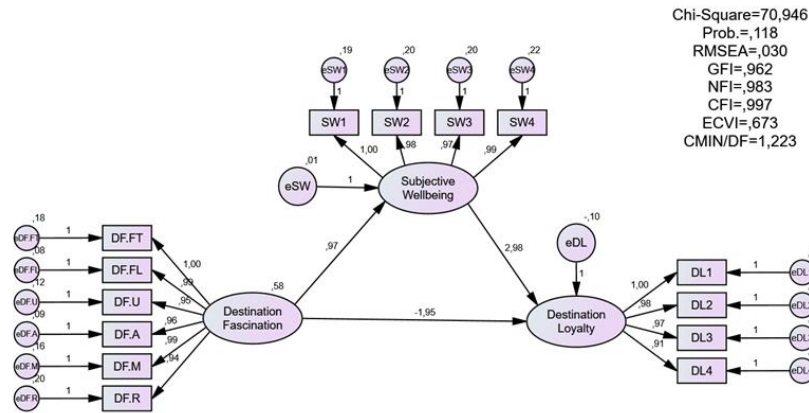 Chi-Square=70,946
Prob.=,118
RMSEA=,030
GFI=,962
NFI=,983
CFI=,997
ECVI=,673
CMIN/DF=1,223
,19
,20
,20
,22
eSW1
eSW2
eSW3
eSW4
1
1
1
1
SW1
SW2
SW3
SW4
1,00
,98
,97
,99
,01
eSW
1
Subjective
Wellbeing
-,10
eDL
1
,97
2,98
,18
eDF.FT
1
DF.FT
1,00
,08
eDF.FL
1
DF.FL
,99
,12
eDF.U
1
DF.U
,95
,09
eDF.A
1
DF.A
,96
,16
eDF.M
1
DF.M
,99
,20
eDF.R
1
DF.R
,94
,58
Destination
Fascination
-1,95
Destination
Loyalty
1,00
DL1
1
,98
DL2
1
,97
DL3
1
,91
DL4
1